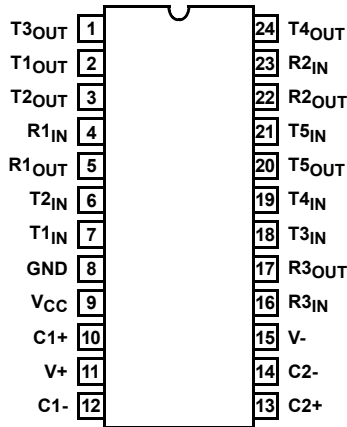 T3OUT 1 24 T4OUT
T1OUT 2 23 R2IN
T2OUT 3 22 R2OUT
R1IN 4 21 T5IN
R1OUT 5 20 T5OUT
T2IN 6 19 T4IN
T1IN 7 18 T3IN
GND 8 17 R3OUT
VCC 9 16 R3IN
C1+ 10 15 V-
V+ 11 14 C2-
C1- 12 13 C2+